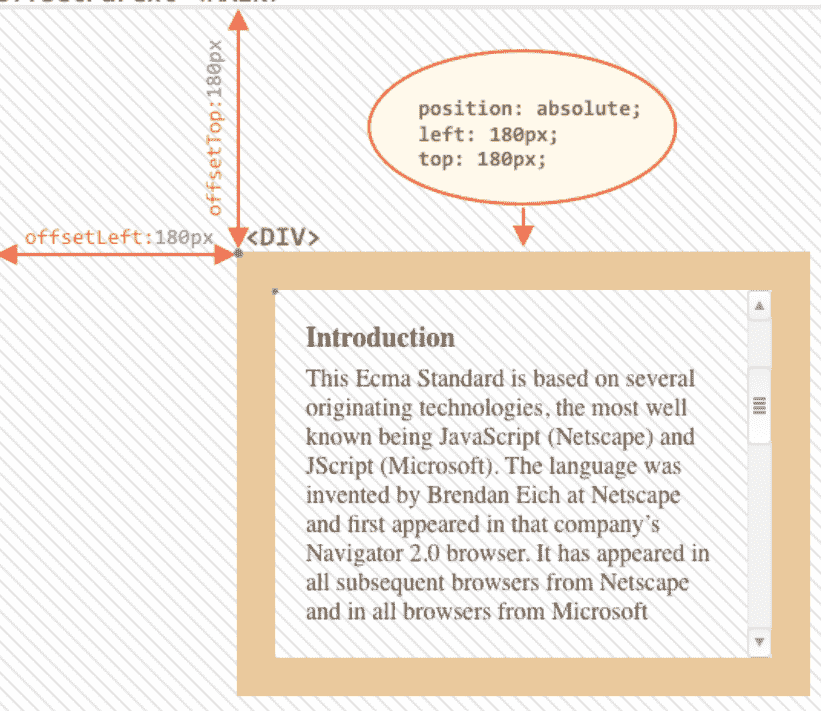 offsetTop:180px
position: absolute;
left: 180px;
top: 180px;
offsetLeft:180px
<DIV>
Introduction
This Ecma Standard is based on several
originating technologies, the most well
known being JavaScript (Netscape) and
JScript (Microsoft). The language was
invented by Brendan Eich at Netscape
and first appeared in that company's
Navigator 2.0 browser. It has appeared in
all subsequent browsers from Netscape
and in all browsers from Microsoft